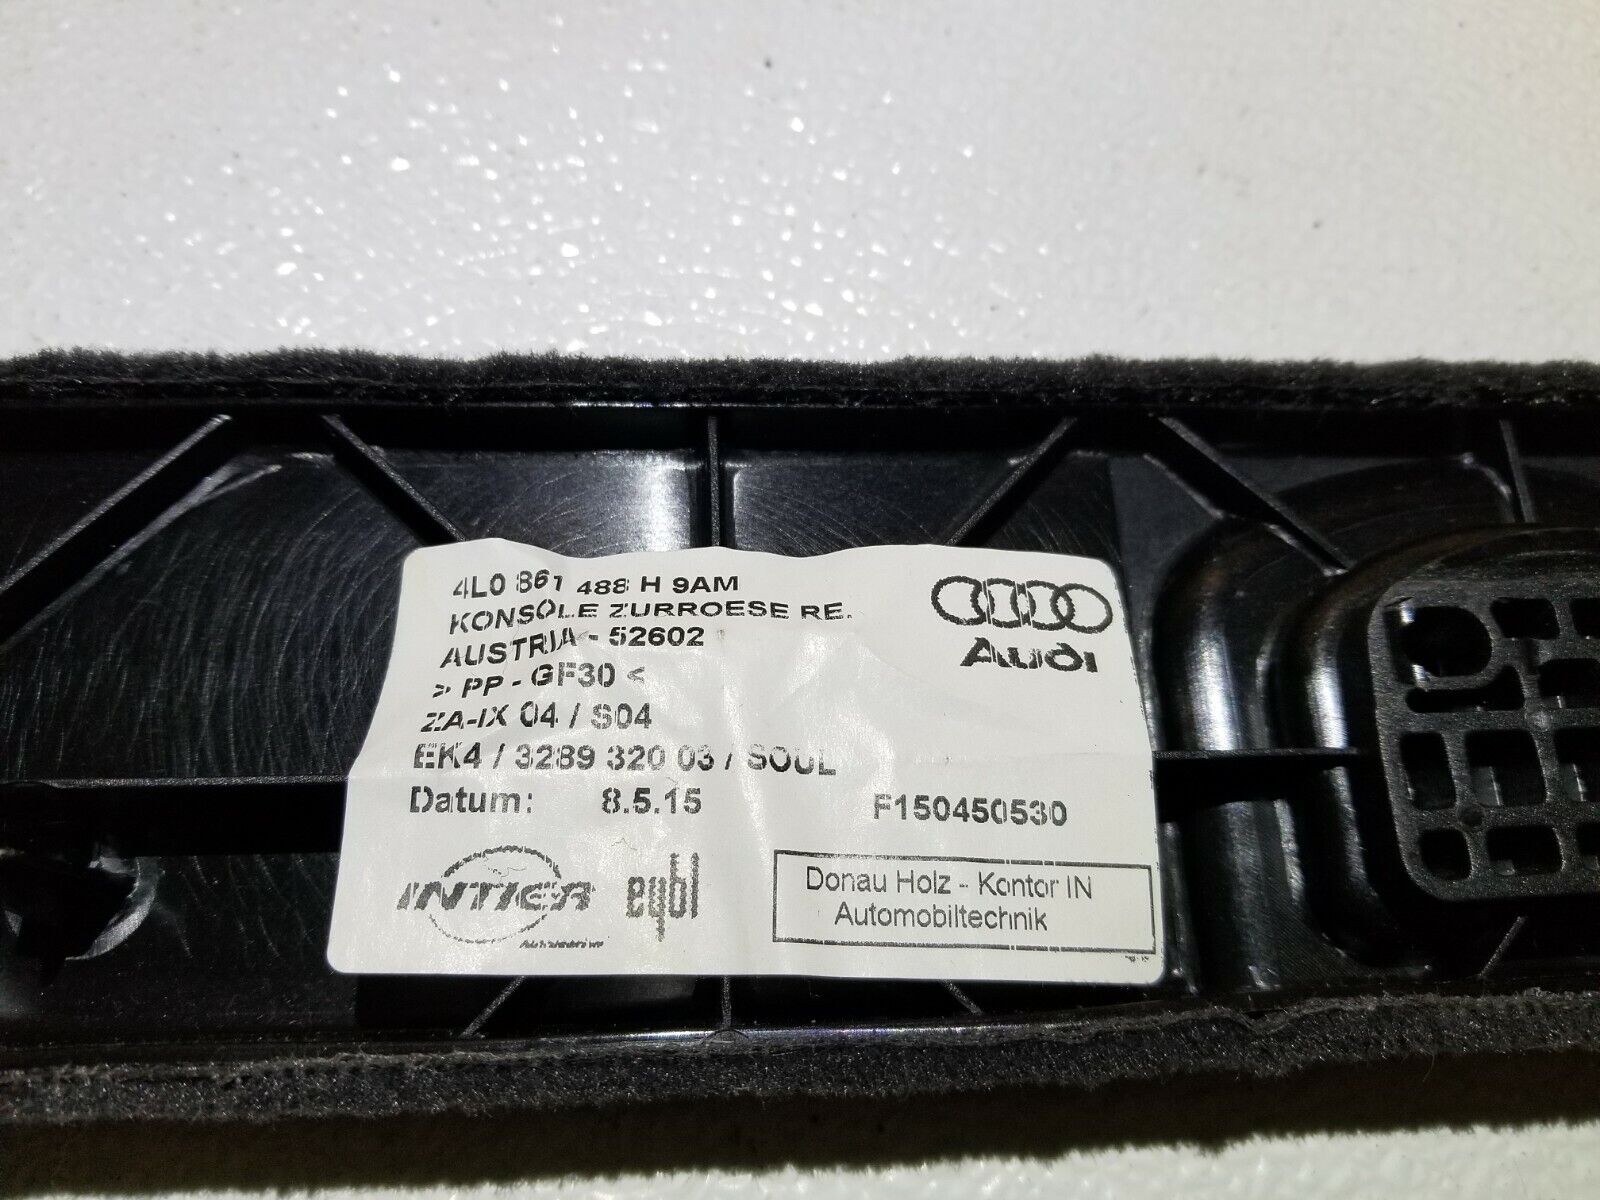 4L0 861 488 H 9AM
KONSOLE ZURROESE RE.
AUSTRIA - 52602
> PP - GF30 <
ZA-IX 04 / S04
EK4 / 3289 320 03 / SOUL
Datum: 8.5.15 F150450530
Audi
INTIER eybl
Automotive
Donau Holz - Kontor IN
Automobiltechnik